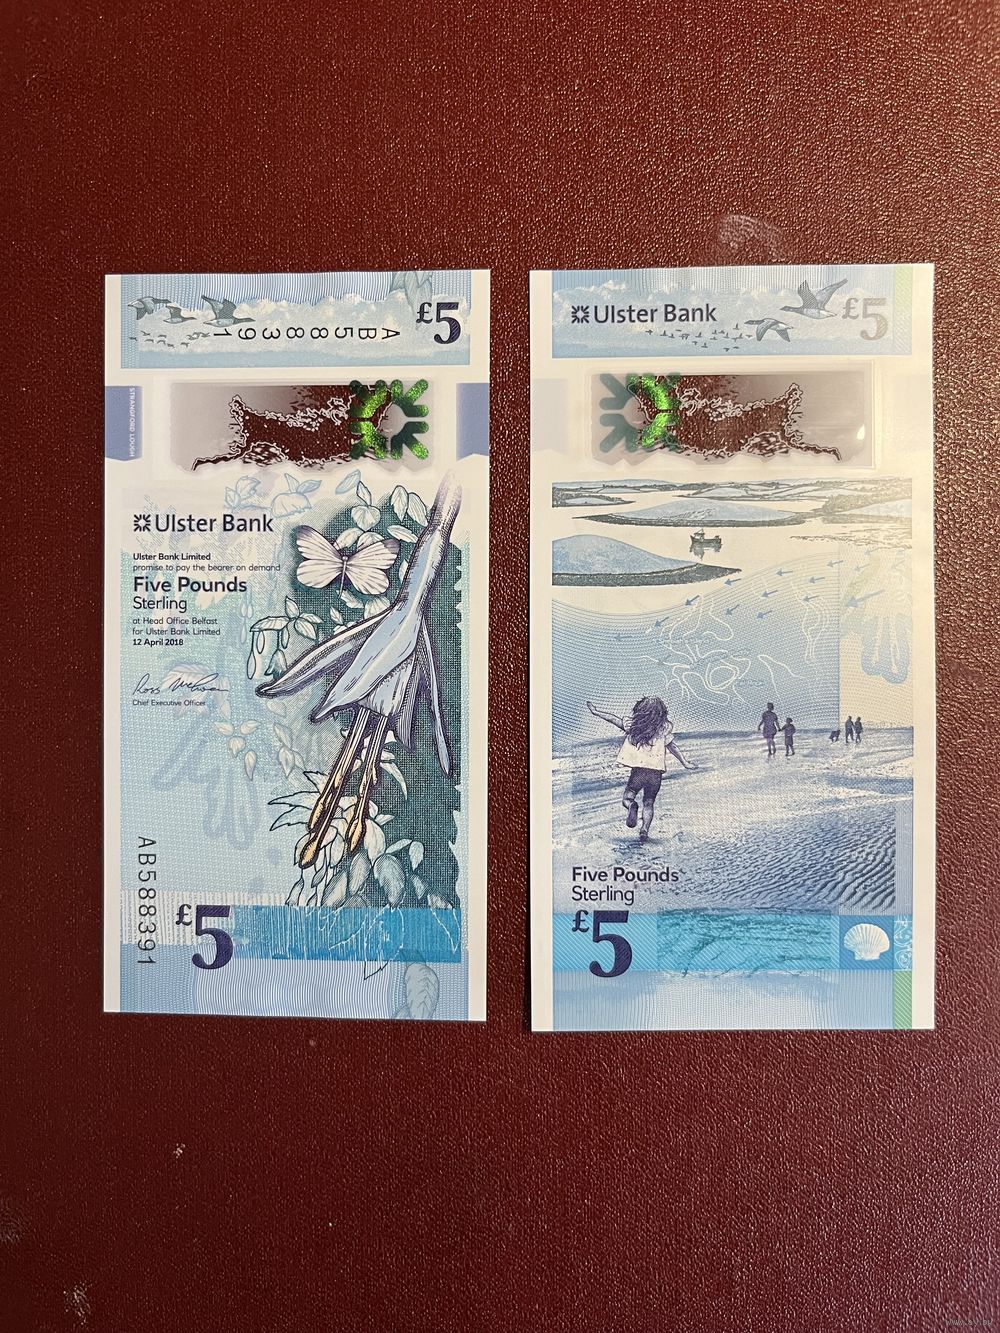 £5
AB588391
STRANGFORD LOUGH
Ulster Bank
Ulster Bank Limited
promise to pay the bearer on demand
Five Pounds
Sterling
at Head Office Belfast
for Ulster Bank Limited
12 April 2018
Chief Executive Officer
AB588391
£5
Ulster Bank
£5
Five Pounds
Sterling
£5